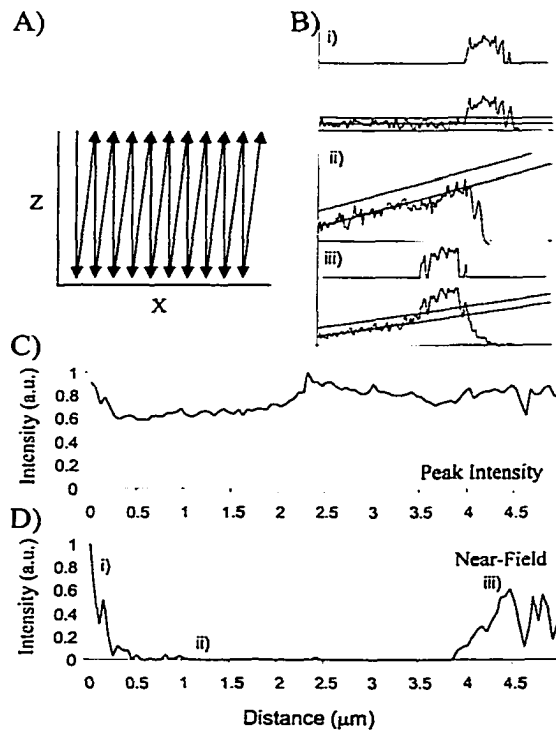 A)
B)
i)
Z
X
ii)
iii)
C)
Intensity (a.u.)
1
0.8
0.6
0.4
0.2
0
Peak Intensity
0 0.5 1 1.5 2 2.5 3 3.5 4 4.5
D)
Intensity (a.u.)
1
0.8
0.6
0.4
0.2
0
i)
ii)
Near-Field
iii)
0 0.5 1 1.5 2 2.5 3 3.5 4 4.5
Distance (µm)